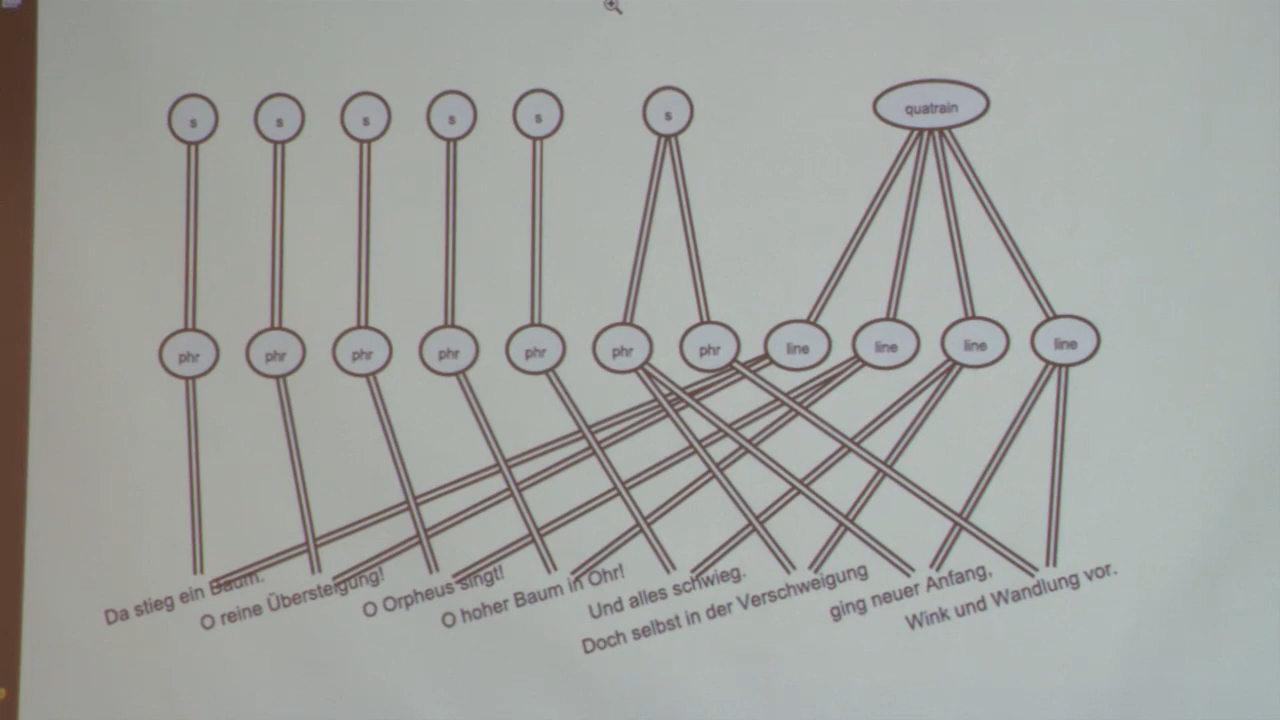 s s s s s s quatrain
phr phr phr phr phr phr phr line line line line
Da stieg ein Baum.
O reine Übersteigung!
O Orpheus singt!
O hoher Baum in Ohr!
Und alles schwieg.
Doch selbst in der Verschweigung
ging neuer Anfang,
Wink und Wandlung vor.